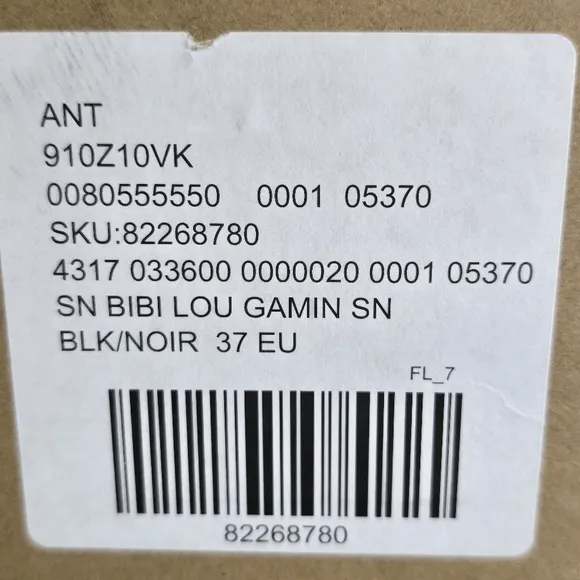 ANT
910Z10VK
0080555550 0001 05370
SKU:82268780
4317 033600 0000020 0001 05370
SN BIBI LOU GAMIN SN
BLK/NOIR 37 EU
FL_7
82268780